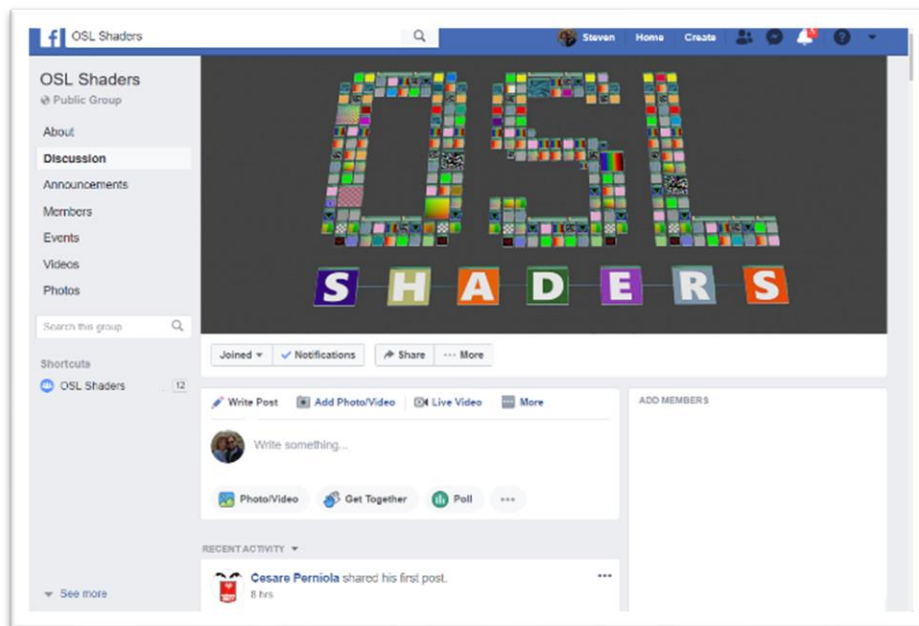 OSL Shaders
Steven Home Create
OSL Shaders
Public Group
About
Discussion
Announcements
Members
Events
Videos
Photos
Search this group
Shortcuts
OSL Shaders 12
See more
OSL
SHADERS
Joined Notifications Share More
Write Post Add Photo/Video Live Video More
Write something...
Photo/Video Get Together Poll
RECENT ACTIVITY
Cesare Perniola shared his first post.
8 hrs
ADD MEMBERS